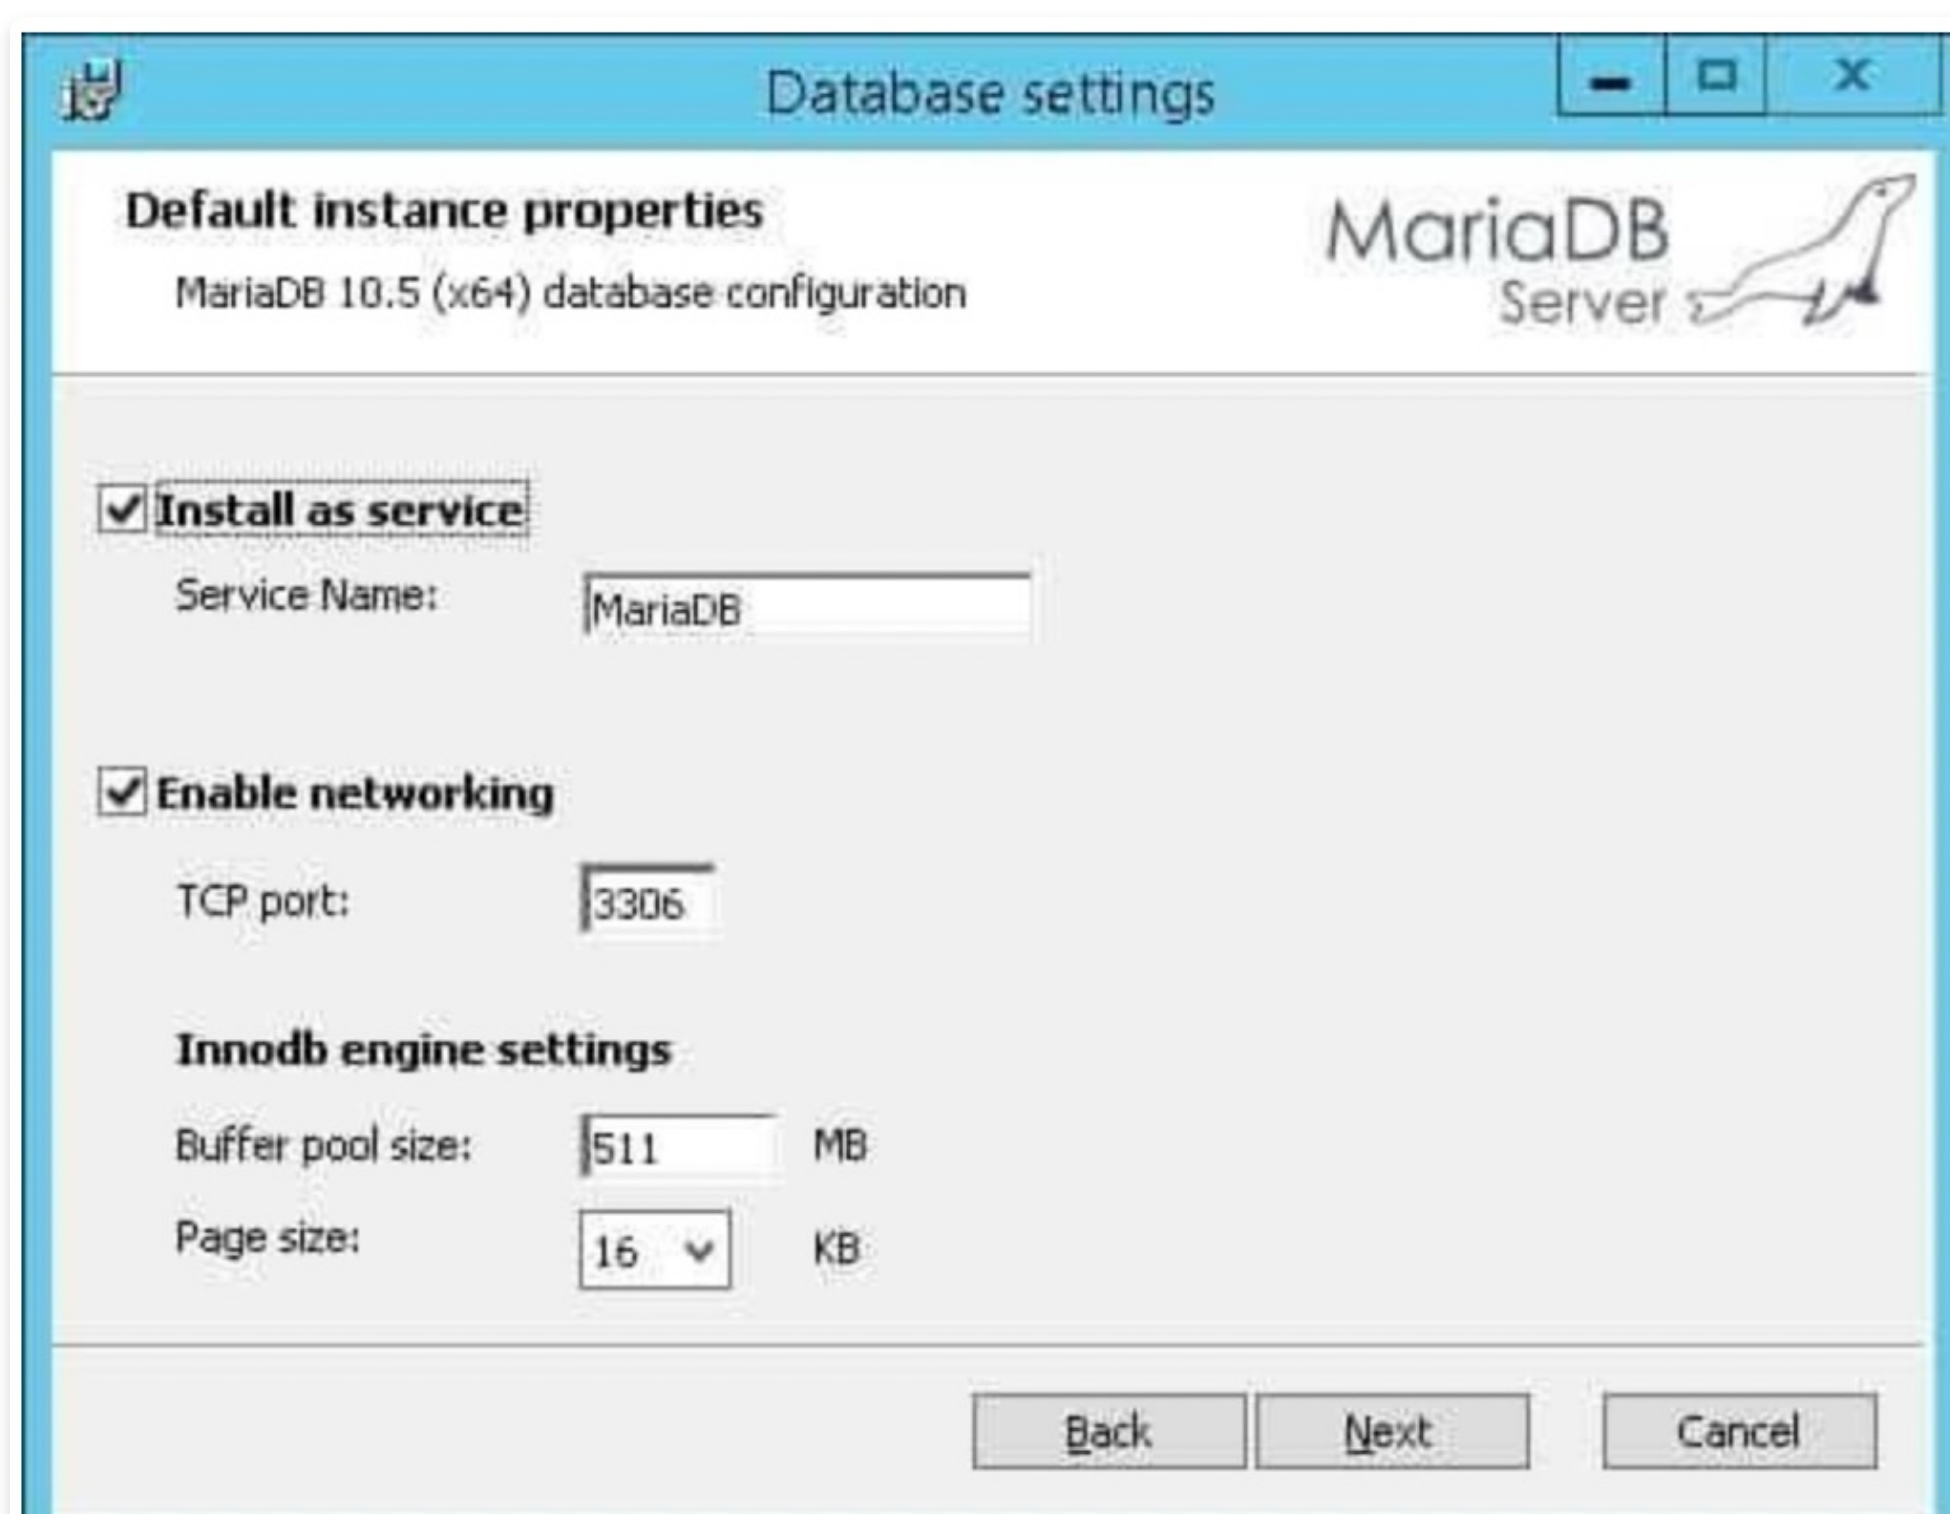 Database settings
Default instance properties
MariaDB 10.5 (x64) database configuration
MariaDB
Server
Install as service
Service Name: MariaDB
Enable networking
TCP port: 3306
Innodb engine settings
Buffer pool size: 511 MB
Page size: 16 KB
Back Next Cancel